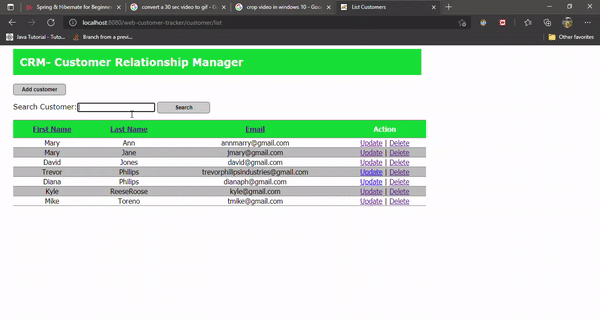 Spring & Hibernate for Beginner
convert a 30 sec video to gif - Goo
crop video in windows 10 - Goo
List Customers
localhost:8080/web-customer-tracker/customer/list
Java Tutorial - Tuto...
Branch from a previ...
Other favorites
CRM- Customer Relationship Manager
Add customer
Search Customer: Search
First Name Last Name Email Action
Mary Ann annmarry@gmail.com Update | Delete
Mary Jane jmary@gmail.com Update | Delete
David Jones david@gmail.com Update | Delete
Trevor Philips trevorphilipsindustries@gmail.com Update | Delete
Diana Philips dianaph@gmail.com Update | Delete
Kyle ReeseRoose kyle@gmail.com Update | Delete
Mike Toreno tmike@gmail.com Update | Delete